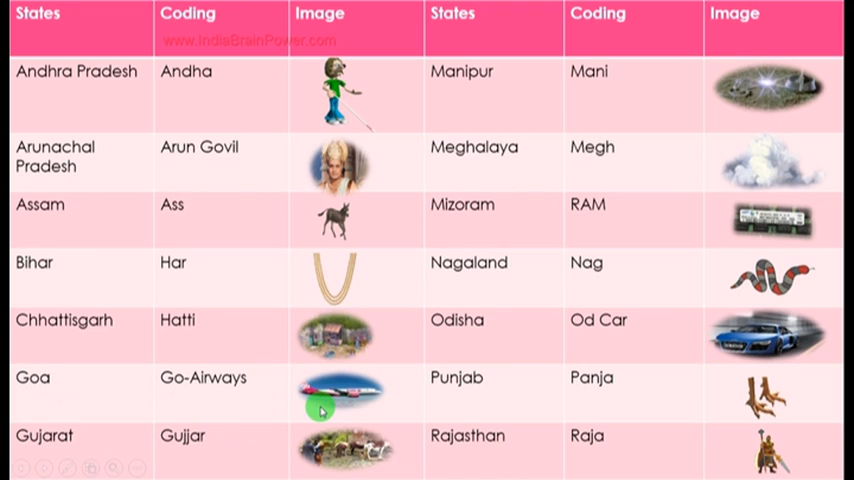 States Coding Image States Coding Image
www.IndiaBrainPower.com
Andhra Pradesh Andha Manipur Mani
Arunachal Pradesh Arun Govil Meghalaya Megh
Assam Ass Mizoram RAM
Bihar Har Nagaland Nag
Chhattisgarh Hatti Odisha Od Car
Goa Go-Airways Punjab Panja
Gujarat Gujjar Rajasthan Raja